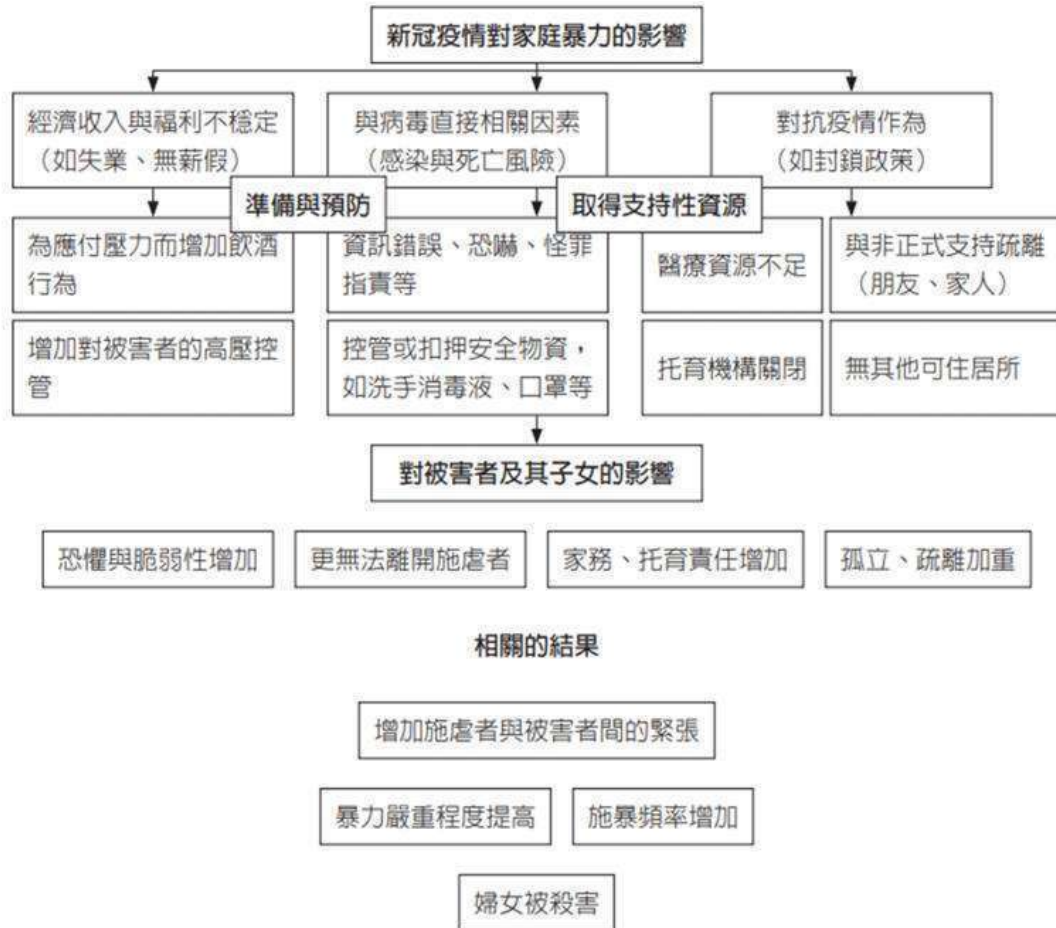 新冠疫情對家庭暴力的影響
經濟收入與福利不穩定
（如失業、無薪假）
與病毒直接相關因素
（感染與死亡風險）
對抗疫情作為
（如封鎖政策）
準備與預防
取得支持性資源
為應付壓力而增加飲酒
行為
資訊錯誤、恐嚇、怪罪
指責等
醫療資源不足
與非正式支持疏離
（朋友、家人）
增加對被害者的高壓控
管
控管或扣押安全物資，
如洗手消毒液、口罩等
托育機構關閉
無其他可住居所
對被害者及其子女的影響
恐懼與脆弱性增加
更無法離開施虐者
家務、托育責任增加
孤立、疏離加重
相關的結果
增加施虐者與被害者間的緊張
暴力嚴重程度提高
施暴頻率增加
婦女被殺害